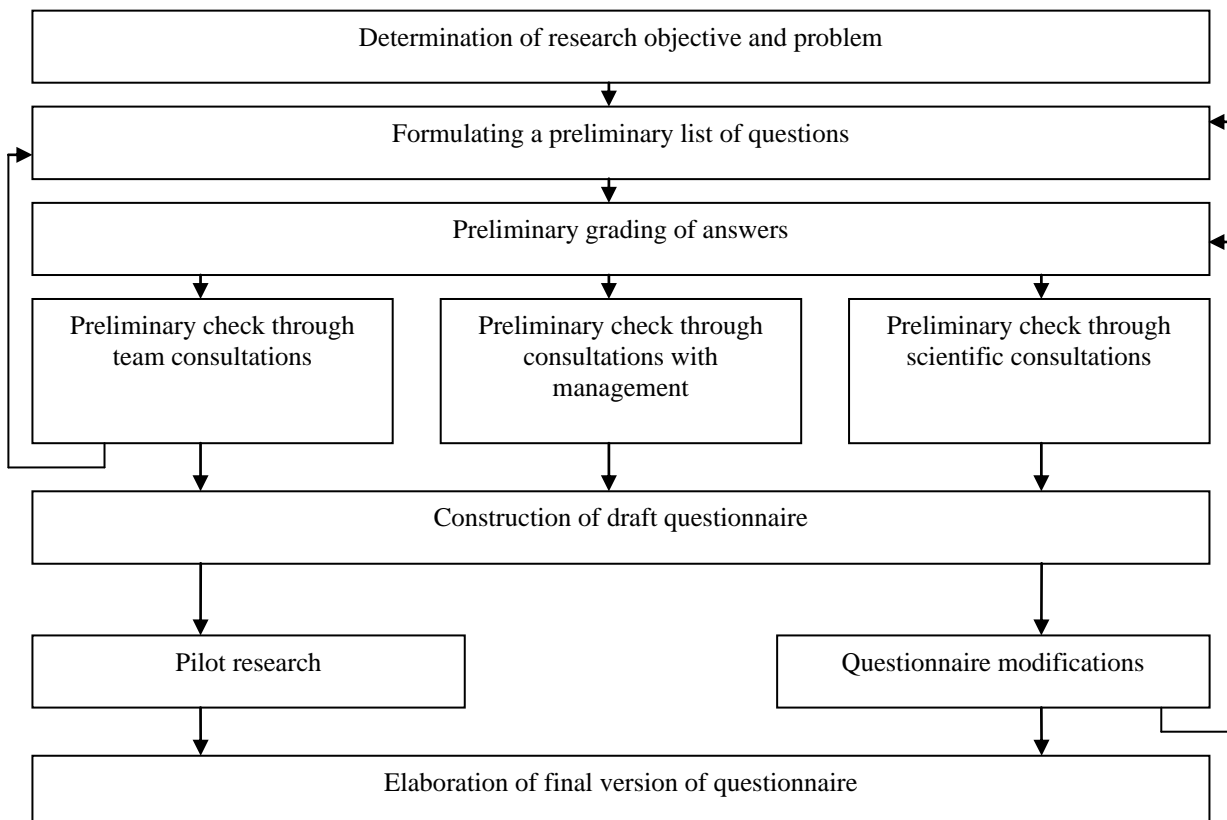 Determination of research objective and problem
Formulating a preliminary list of questions
Preliminary grading of answers
Preliminary check through
team consultations
Preliminary check through
consultations with
management
Preliminary check through
scientific consultations
Construction of draft questionnaire
Pilot research
Questionnaire modifications
Elaboration of final version of questionnaire